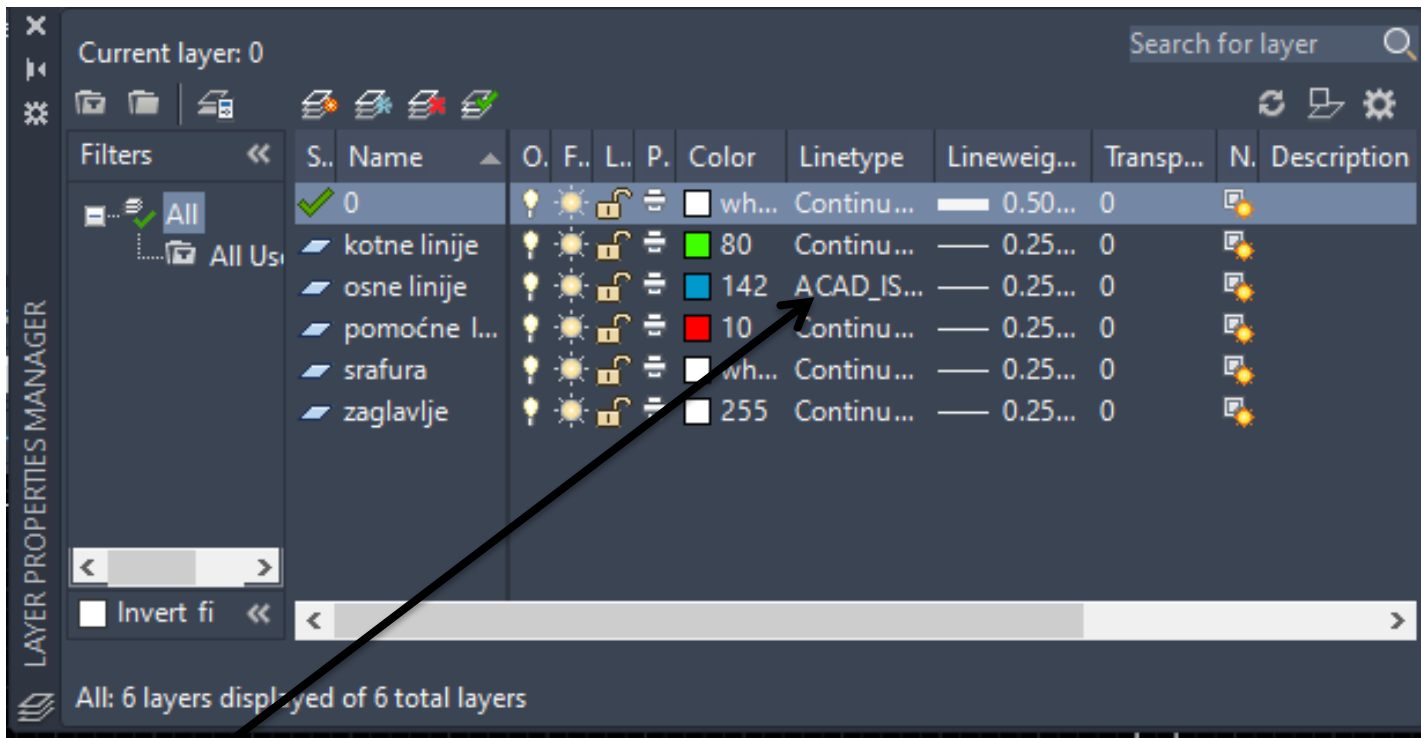 Current layer: 0
Search for layer
Filters
S.. Name O. F.. L.. P. Color Linetype Lineweig... Transp... N. Description
All
All Use
0 wh... Continu... 0.50... 0
kotne linije 80 Continu... 0.25... 0
osne linije 142 ACAD_IS... 0.25... 0
pomoćne l... 10 Continu... 0.25... 0
srafura wh... Continu... 0.25... 0
zaglavlje 255 Continu... 0.25... 0
Invert fi
All: 6 layers displayed of 6 total layers
LAYER PROPERTIES MANAGER